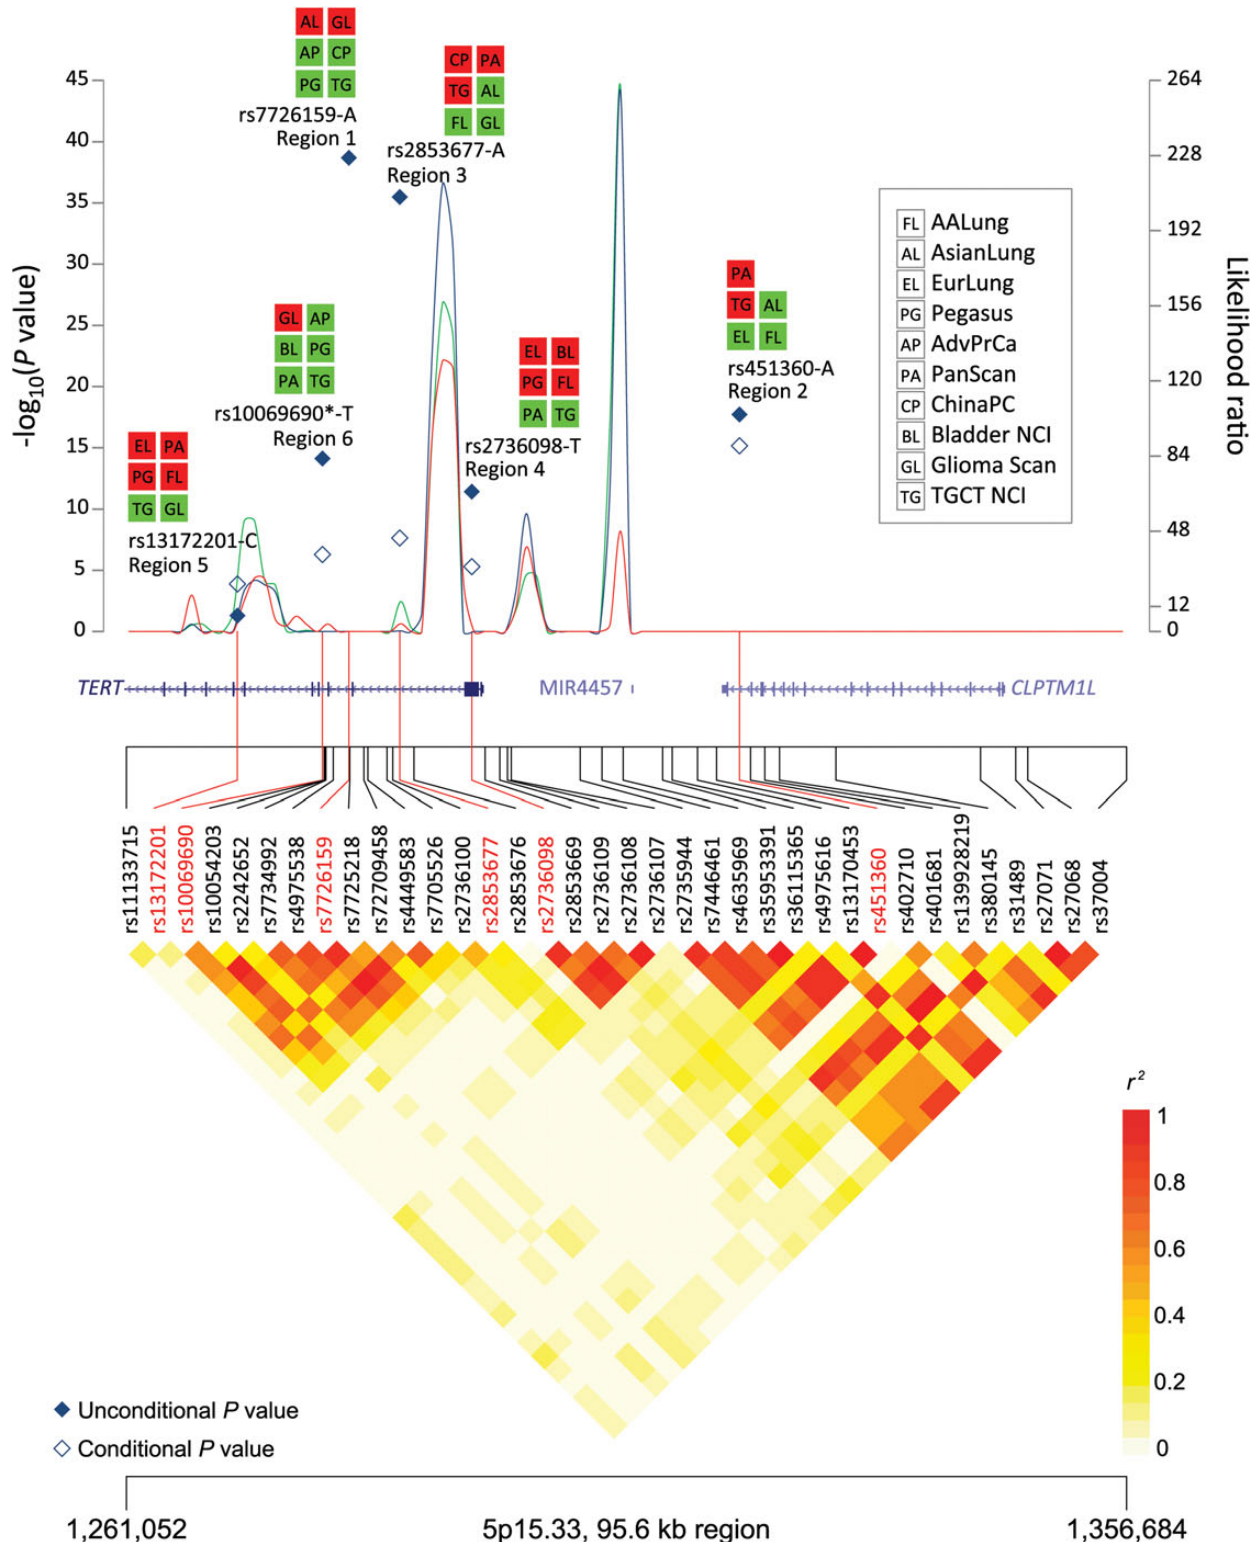 AL GL
AP CP
PG TG
rs7726159-A
Region 1
CP PA
TG AL
FL GL
rs2853677-A
Region 3
GL AP
BL PG
PA TG
rs10069690*-T
Region 6
EL BL
PG FL
PA TG
rs2736098-T
Region 4
PA
TG AL
EL FL
rs451360-A
Region 2
EL PA
PG FL
TG GL
rs13172201-C
Region 5
-log10(P value)
45
40
35
30
25
20
15
10
5
0
Likelihood ratio
264
228
192
156
120
84
48
12
0
FL AALung
AL AsianLung
EL EurLung
PG Pegasus
AP AdvPrCa
PA PanScan
CP ChinaPC
BL Bladder NCI
GL Glioma Scan
TG TGCT NCI
TERT
MIR4457
CLPTM1L
rs111133715
rs13172201
rs10069690
rs10054203
rs2242652
rs7734992
rs4975538
rs7726159
rs7725218
rs72709458
rs4449583
rs7705526
rs2736100
rs2853677
rs2853676
rs2736098
rs2853669
rs2736109
rs2736108
rs2736107
rs2735944
rs7446461
rs4635969
rs35953391
rs36115365
rs4975616
rs13170453
rs451360
rs402710
rs401681
rs139928219
rs380145
rs31489
rs27071
rs27068
rs37004
r²
1
0.8
0.6
0.4
0.2
0
Unconditional P value
Conditional P value
1,261,052
5p15.33, 95.6 kb region
1,356,684